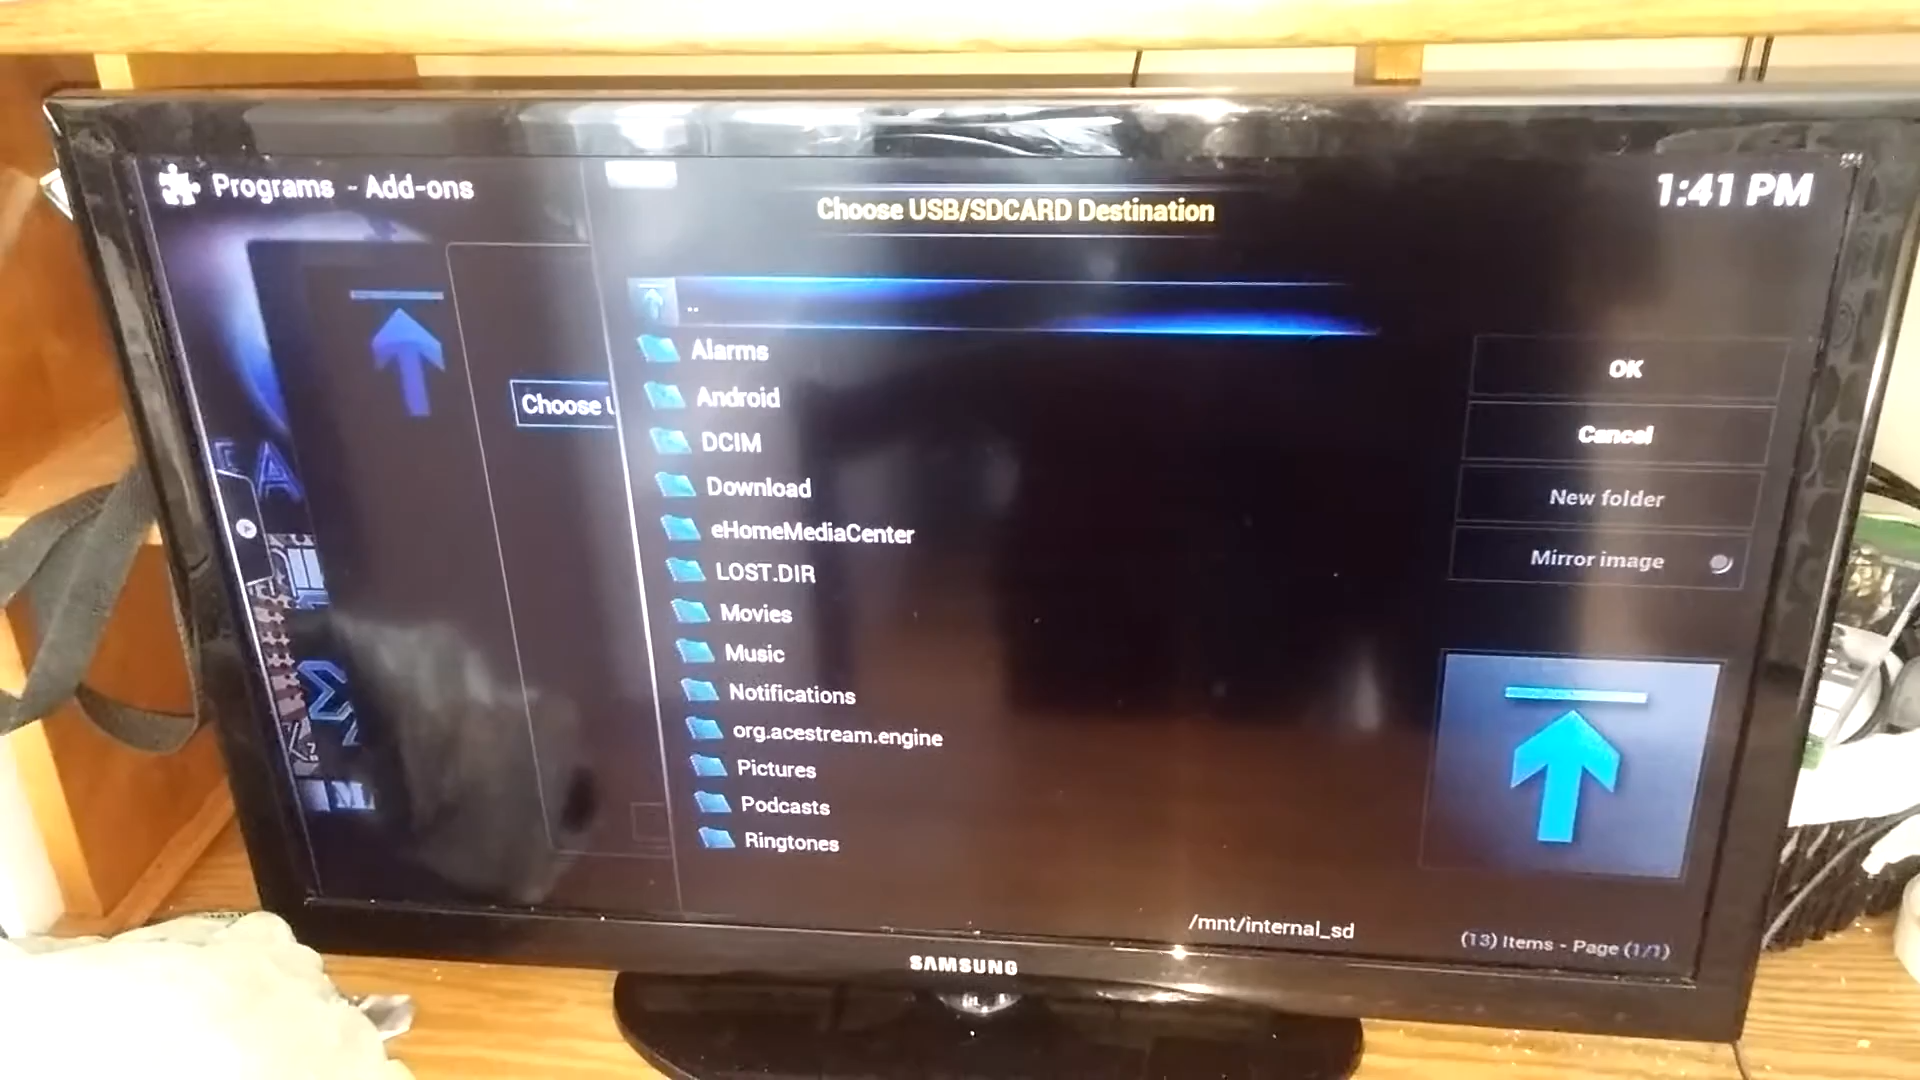 Programs - Add-ons
Choose USB/SDCARD Destination
1:41 PM
..
Alarms
Android
DCIM
Download
eHomeMediaCenter
LOST.DIR
Movies
Music
Notifications
org.acestream.engine
Pictures
Podcasts
Ringtones
Choose
OK
Cancel
New folder
Mirror image
/mnt/internal_sd
(13) Items - Page (1/1)
SAMSUNG